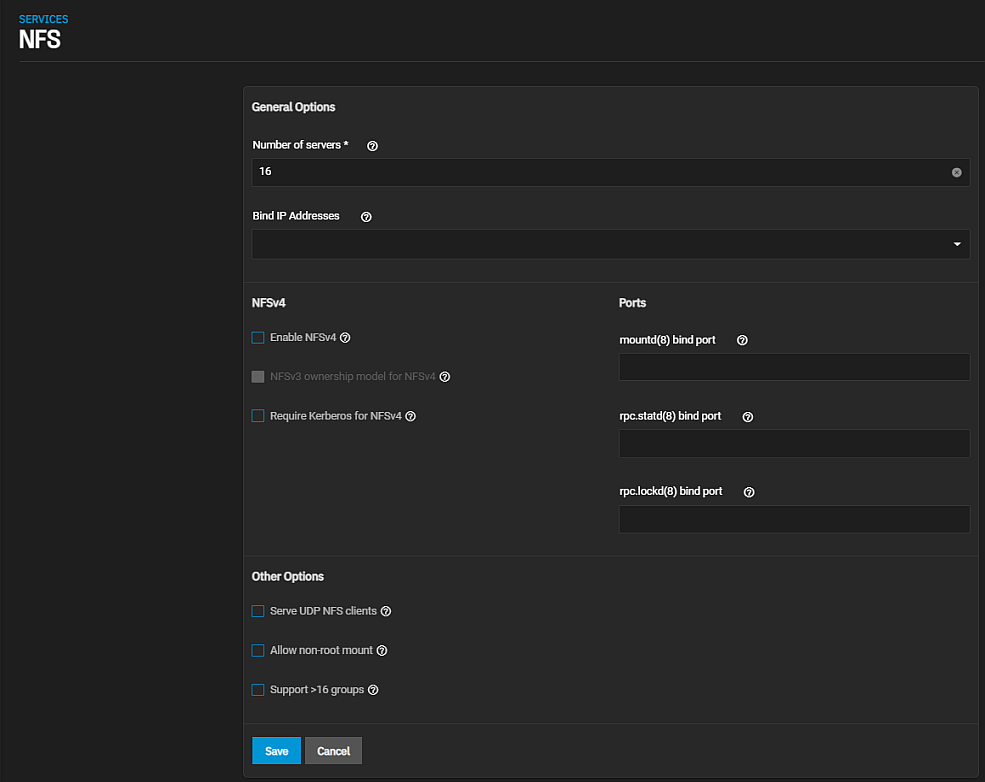 SERVICES
NFS
General Options
Number of servers *
16
Bind IP Addresses
NFSv4
Enable NFSv4
NFSv3 ownership model for NFSv4
Require Kerberos for NFSv4
Ports
mountd(8) bind port
rpc.statd(8) bind port
rpc.lockd(8) bind port
Other Options
Serve UDP NFS clients
Allow non-root mount
Support >16 groups
Save Cancel